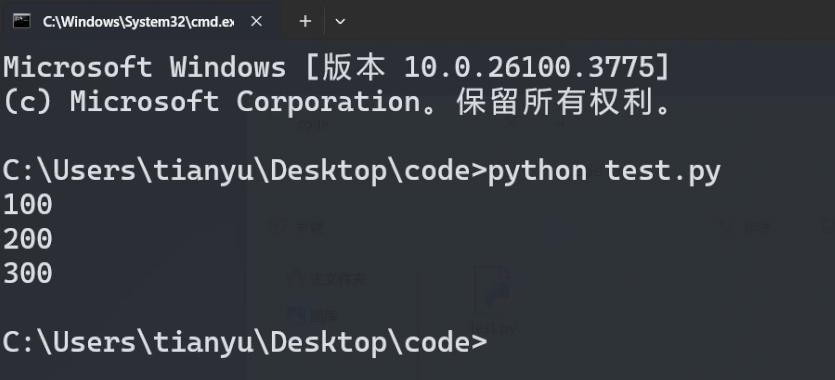 C:\Windows\System32\cmd.ex
Microsoft Windows [版本 10.0.26100.3775]
(c) Microsoft Corporation。保留所有权利。
C:\Users\tianyu\Desktop\code>python test.py
100
200
300
C:\Users\tianyu\Desktop\code>